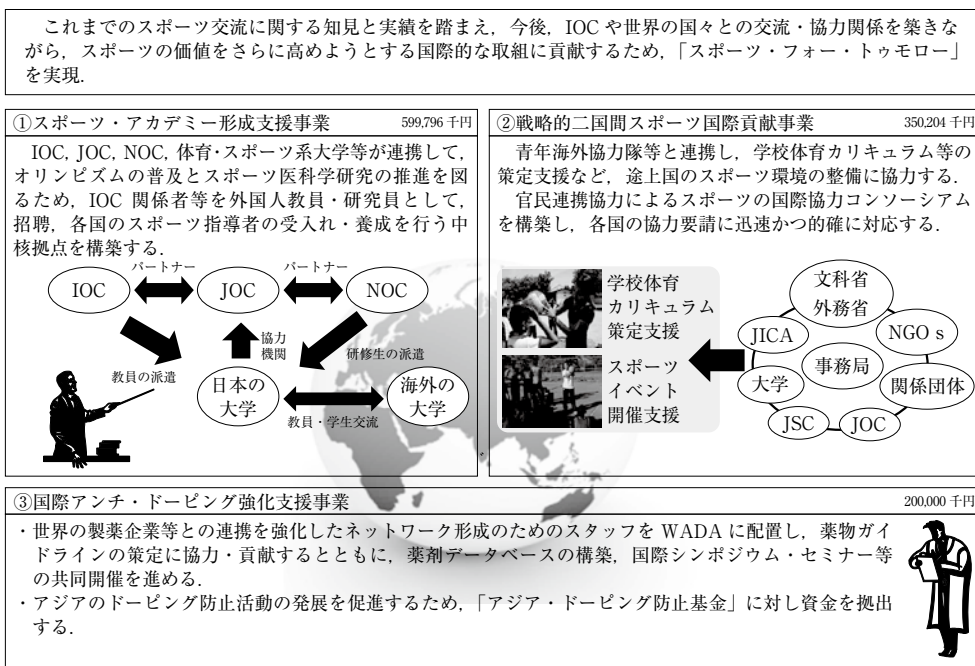 これまでのスポーツ交流に関する知見と実績を踏まえ，今後，IOC や世界の国々との交流・協力関係を築きな
がら，スポーツの価値をさらに高めようとする国際的な取組に貢献するため，「スポーツ・フォー・トゥモロー」
を実現．
①スポーツ・アカデミー形成支援事業 599,796 千円
IOC, JOC, NOC, 体育・スポーツ系大学等が連携して，
オリンピズムの普及とスポーツ医科学研究の推進を図
るため，IOC 関係者等を外国人教員・研究員として，
招聘，各国のスポーツ指導者の受入れ・養成を行う中
核拠点を構築する．
パートナー
パートナー
IOC
JOC
NOC
協力
機関
研修生の派遣
教員の派遣
日本の
大学
海外の
大学
教員・学生交流
②戦略的二国間スポーツ国際貢献事業 350,204 千円
青年海外協力隊等と連携し，学校体育カリキュラム等の
策定支援など，途上国のスポーツ環境の整備に協力する．
官民連携協力によるスポーツの国際協力コンソーシアム
を構築し，各国の協力要請に迅速かつ的確に対応する．
学校体育
カリキュラム
策定支援
スポーツ
イベント
開催支援
文科省
外務省
JICA
NGO s
事務局
大学
関係団体
JSC
JOC
③国際アンチ・ドーピング強化支援事業 200,000 千円
・世界の製薬企業等との連携を強化したネットワーク形成のためのスタッフを WADA に配置し，薬物ガイ
ドラインの策定に協力・貢献するとともに，薬剤データベースの構築，国際シンポジウム・セミナー等
の共同開催を進める．
・アジアのドーピング防止活動の発展を促進するため，「アジア・ドーピング防止基金」に対し資金を拠出
する．